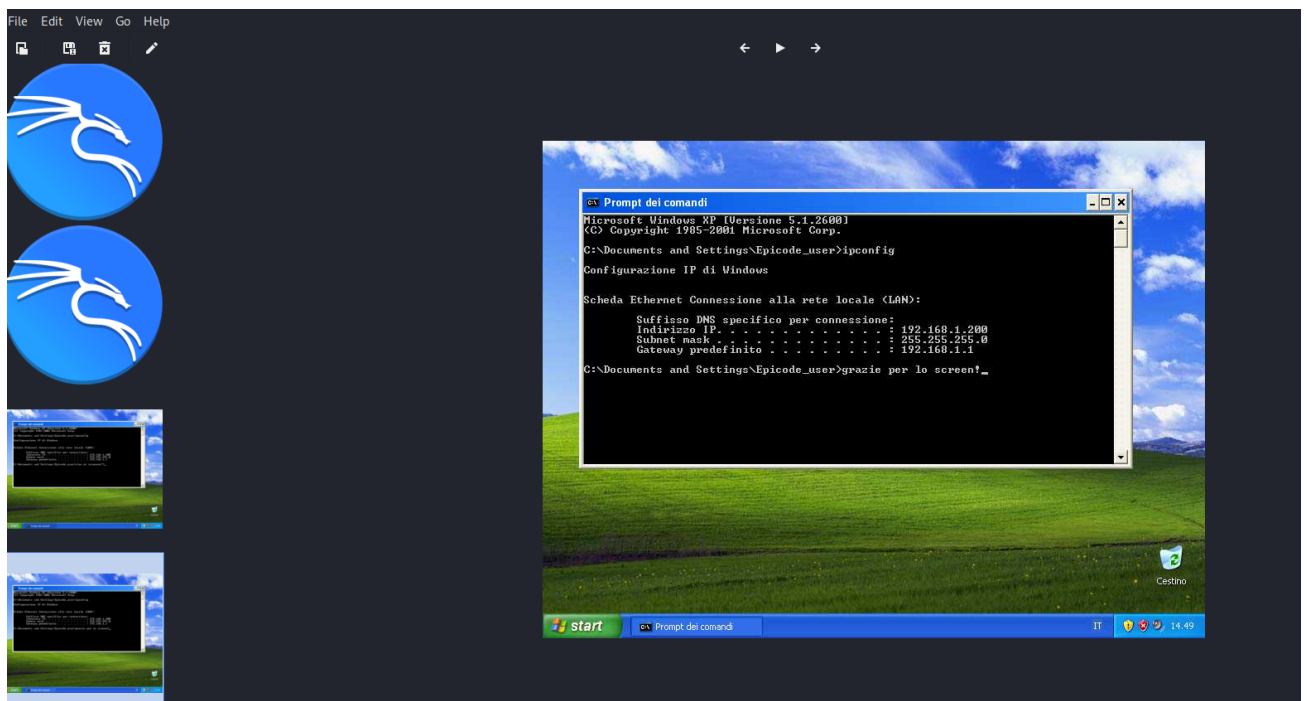 File Edit View Go Help
Prompt dei comandi
Microsoft Windows XP [Versione 5.1.2600]
(C) Copyright 1985-2001 Microsoft Corp.
C:\Documents and Settings\Epicode_user>ipconfig
Configurazione IP di Windows
Scheda Ethernet Connessione alla rete locale (LAN):
Suffisso DNS specifico per connessione:
Indirizzo IP. . . . . . . . . . . . . : 192.168.1.200
Subnet mask . . . . . . . . . . . . . : 255.255.255.0
Gateway predefinito . . . . . . . . . : 192.168.1.1
C:\Documents and Settings\Epicode_user>grazie per lo screen!_
Cestino
start Prompt dei comandi IT 14.49